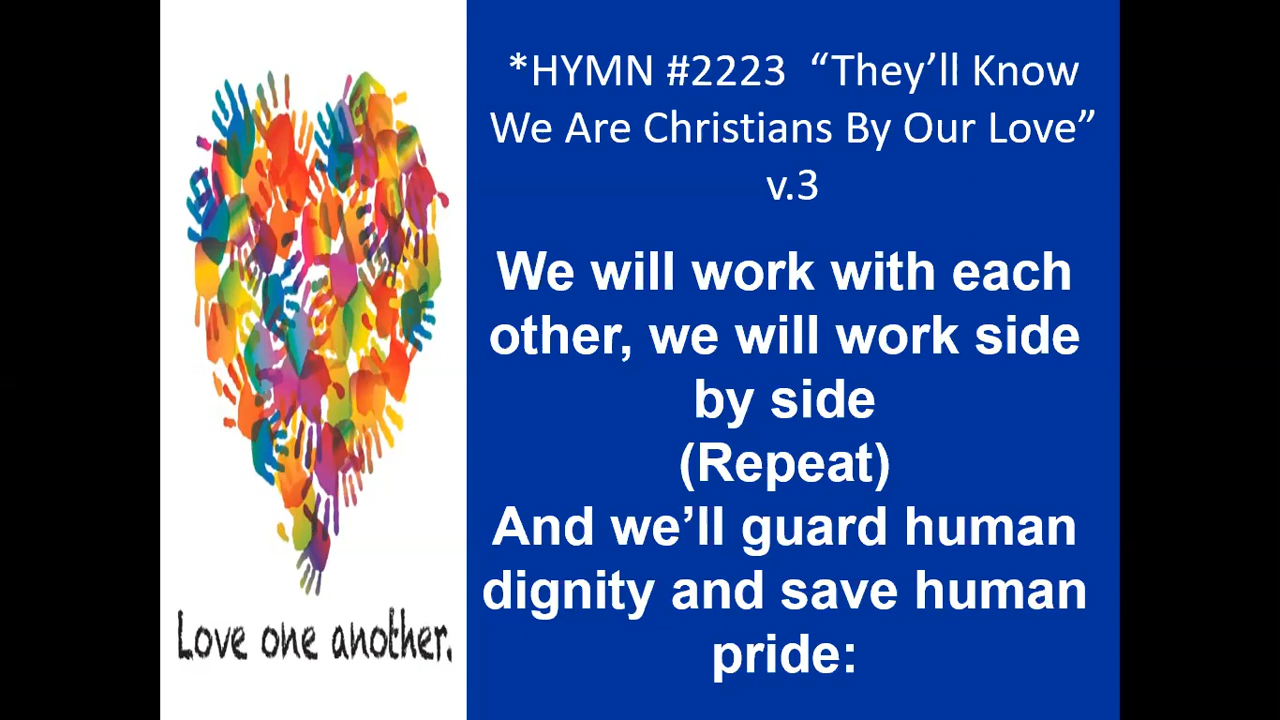 *HYMN #2223  “They’ll Know
We Are Christians By Our Love”
v.3
We will work with each
other, we will work side
by side
(Repeat)
And we’ll guard human
dignity and save human
pride:
Love one another.